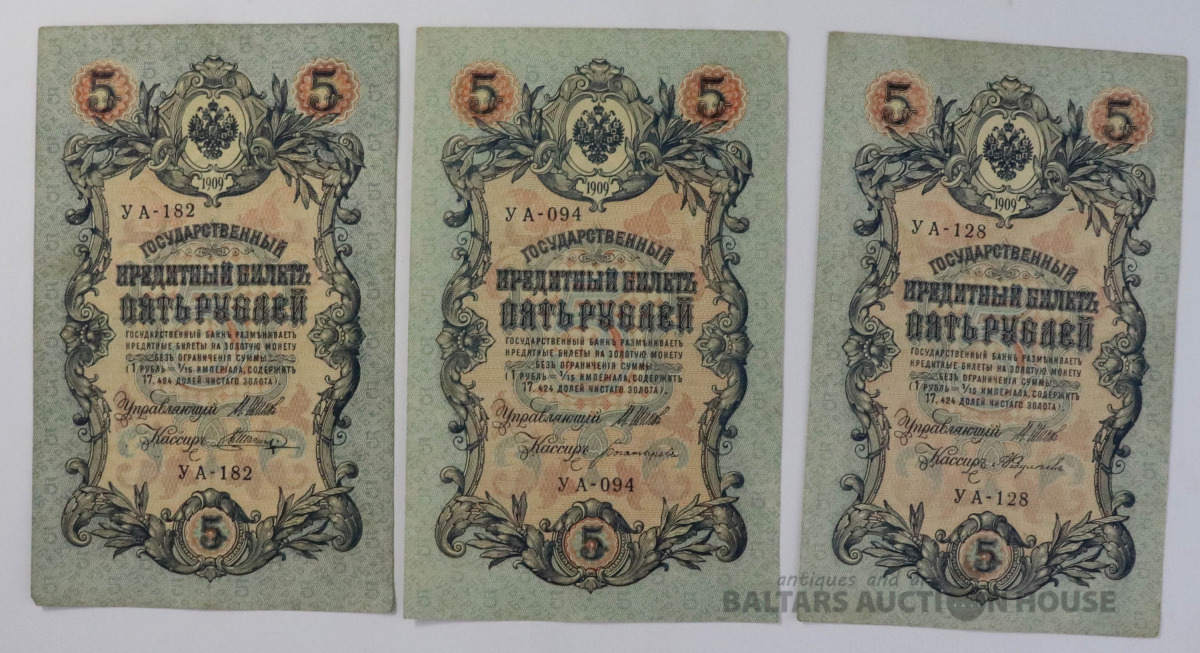 5 5
1909
УА-182
ГОСУДАРСТВЕННЫЙ
КРЕДИТНЫЙ БИЛЕТЪ
ПЯТЬ РУБЛЕЙ
ГОСУДАРСТВЕННЫЙ БАНКЪ РАЗМѢНИВАЕТЪ
КРЕДИТНЫЕ БИЛЕТЫ НА ЗОЛОТУЮ МОНЕТУ
БЕЗЪ ОГРАНИЧЕНІЯ СУММЫ
(1 РУБЛЬ = 1/15 ИМПЕРІАЛА, СОДЕРЖИТЪ
17,424 ДОЛЕЙ ЧИСТАГО ЗОЛОТА).
Управляющій
Кассиръ
УА-182
5
5 5
1909
УА-094
ГОСУДАРСТВЕННЫЙ
КРЕДИТНЫЙ БИЛЕТЪ
ПЯТЬ РУБЛЕЙ
ГОСУДАРСТВЕННЫЙ БАНКЪ РАЗМѢНИВАЕТЪ
КРЕДИТНЫЕ БИЛЕТЫ НА ЗОЛОТУЮ МОНЕТУ
БЕЗЪ ОГРАНИЧЕНІЯ СУММЫ
(1 РУБЛЬ = 1/15 ИМПЕРІАЛА, СОДЕРЖИТЪ
17,424 ДОЛЕЙ ЧИСТАГО ЗОЛОТА).
Управляющій
Кассиръ
УА-094
5
5 5
1909
УА-128
ГОСУДАРСТВЕННЫЙ
КРЕДИТНЫЙ БИЛЕТЪ
ПЯТЬ РУБЛЕЙ
ГОСУДАРСТВЕННЫЙ БАНКЪ РАЗМѢНИВАЕТЪ
КРЕДИТНЫЕ БИЛЕТЫ НА ЗОЛОТУЮ МОНЕТУ
БЕЗЪ ОГРАНИЧЕНІЯ СУММЫ
(1 РУБЛЬ = 1/15 ИМПЕРІАЛА, СОДЕРЖИТЪ
17,424 ДОЛЕЙ ЧИСТАГО ЗОЛОТА).
Управляющій
Кассиръ
УА-128
5
antiques and
BALTARS AUCTION HOUSE